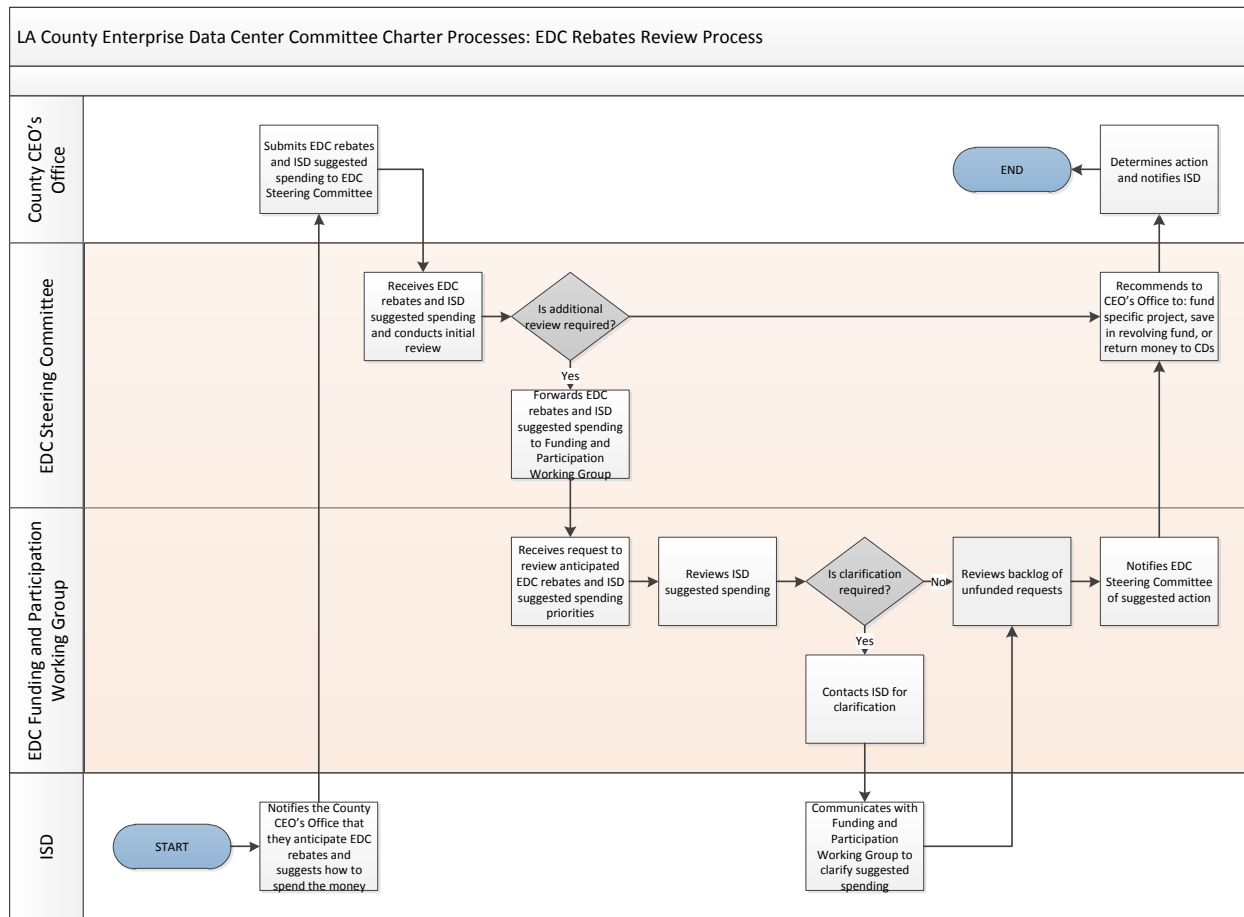 LA County Enterprise Data Center Committee Charter Processes: EDC Rebates Review Process
County CEO's
Office
Submits EDC rebates
and ISD suggested
spending to EDC
Steering Committee
END
Determines action
and notifies ISD
EDC Steering Committee
Receives EDC
rebates and ISD
suggested spending
and conducts initial
review
Is additional
review required?
Recommends to
CEO's Office to: fund
specific project, save
in revolving fund, or
return money to CDs
Yes
Forwards EDC
rebates and ISD
suggested spending
to Funding and
Participation
Working Group
EDC Funding and Participation
Working Group
Receives request to
review anticipated
EDC rebates and ISD
suggested spending
priorities
Reviews ISD
suggested spending
Is clarification
required?
No
Reviews backlog of
unfunded requests
Notifies EDC
Steering Committee
of suggested action
Yes
Contacts ISD for
clarification
ISD
START
Notifies the County
CEO's Office that
they anticipate EDC
rebates and
suggests how to
spend the money
Communicates with
Funding and
Participation
Working Group to
clarify suggested
spending